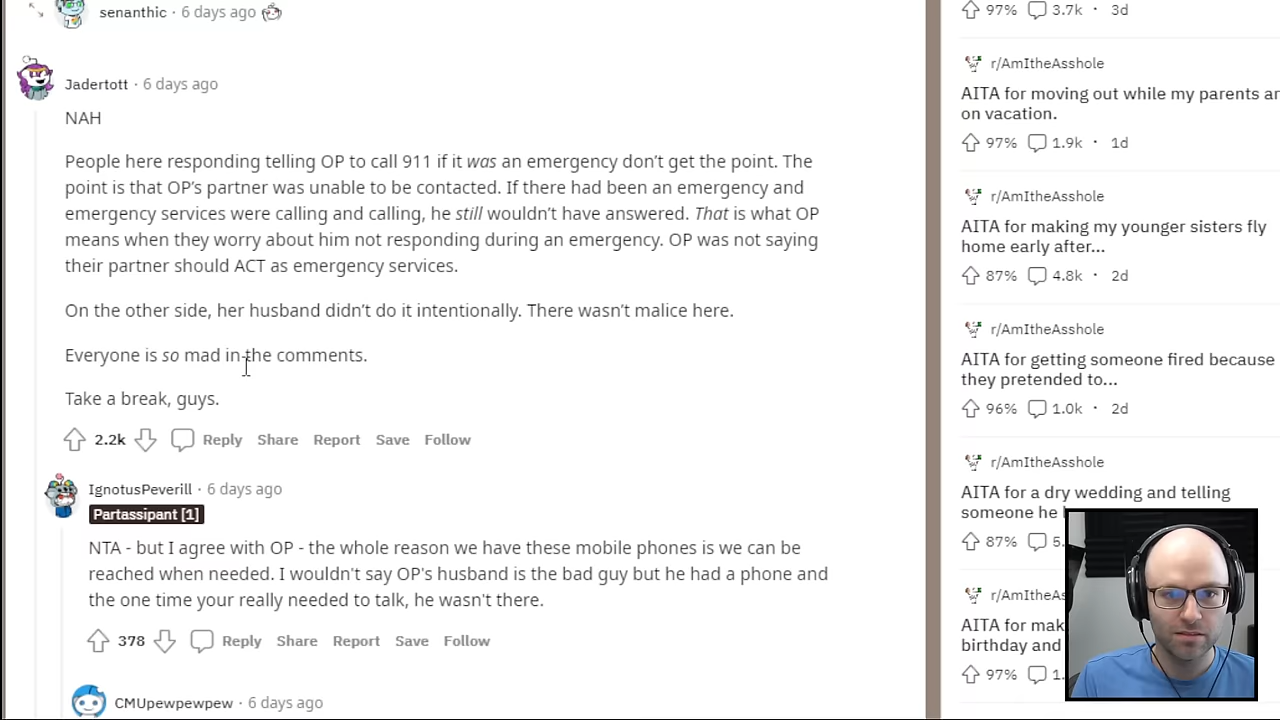 senanthic · 6 days ago
Jadertott · 6 days ago
NAH
People here responding telling OP to call 911 if it was an emergency don’t get the point. The
point is that OP’s partner was unable to be contacted. If there had been an emergency and
emergency services were calling and calling, he still wouldn’t have answered. That is what OP
means when they worry about him not responding during an emergency. OP was not saying
their partner should ACT as emergency services.
On the other side, her husband didn’t do it intentionally. There wasn’t malice here.
Everyone is so mad in the comments.
Take a break, guys.
2.2k Reply Share Report Save Follow
IgnotusPeverill · 6 days ago
Partassipant [1]
NTA - but I agree with OP - the whole reason we have these mobile phones is we can be
reached when needed. I wouldn't say OP's husband is the bad guy but he had a phone and
the one time your really needed to talk, he wasn't there.
378 Reply Share Report Save Follow
CMUpewpewpew · 6 days ago
97% 3.7k · 3d
r/AmItheAsshole
AITA for moving out while my parents ar
on vacation.
97% 1.9k · 1d
r/AmItheAsshole
AITA for making my younger sisters fly
home early after...
87% 4.8k · 2d
r/AmItheAsshole
AITA for getting someone fired because
they pretended to...
96% 1.0k · 2d
r/AmItheAsshole
AITA for a dry wedding and telling
someone he
87% 5.
r/AmItheAs
AITA for mak
birthday and
97% 1.